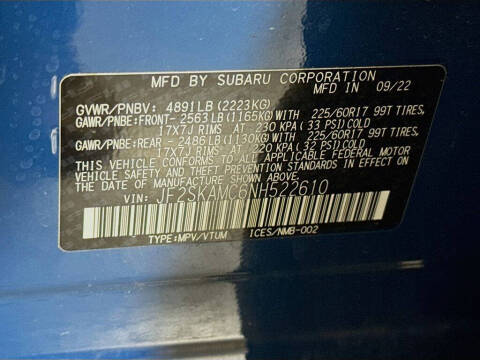 MFD BY SUBARU CORPORATION
MFD IN 09/22
GVWR/PNBV: 4891LB (2223KG)
GAWR/PNBE:FRONT- 2563LB(1165KG)WITH 225/60R17 99T TIRES
17X7J RIMS AT 230 KPA (33 PSI)COLD
GAWR/PNBE:REAR - 2486LB(1130KG)WITH 225/60R17 99T TIRES
17X7J RIMS AT 220 KPA (32 PSI)COLD
THIS VEHICLE CONFORMS TO ALL APPLICABLE FEDERAL MOTOR
VEHICLE SAFETY STANDARDS IN EFFECT ON THE DATE OF
MANUFACTURE SHOWN ABOVE.
VIN: JF2SKAMC6NH522610
TYPE:MPV/VTUM ICES/NMB-002